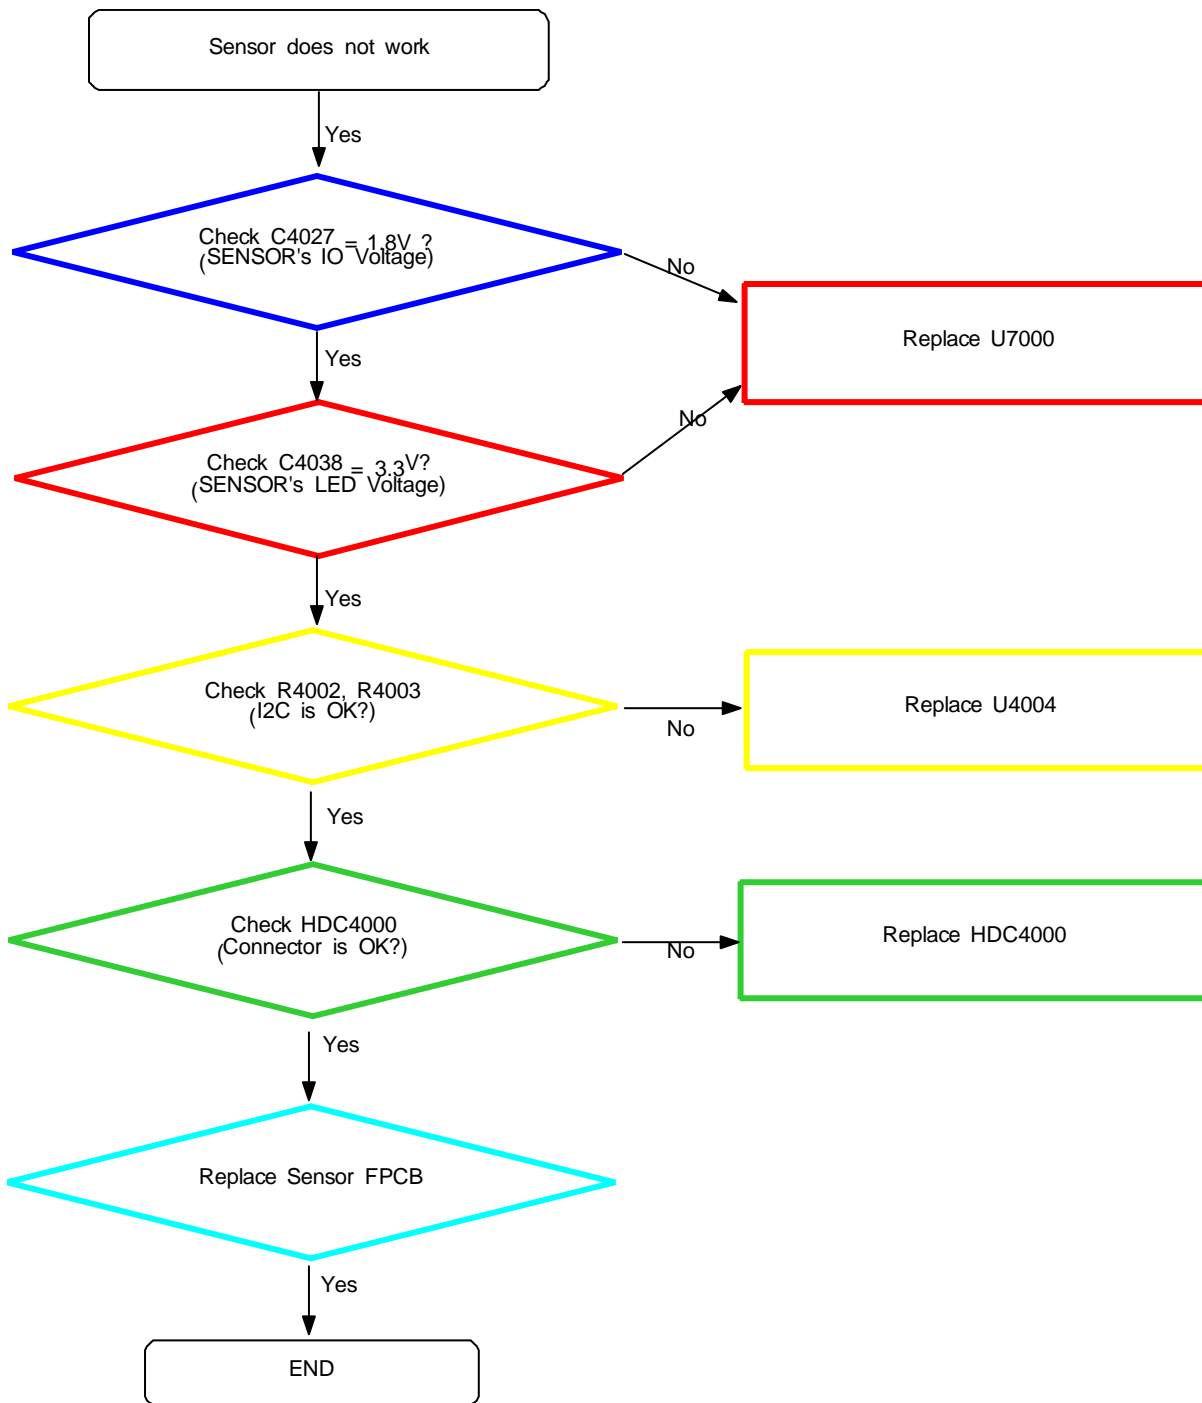 Sensor does not work
Yes
Check C4027 = 1.8V ?
(SENSOR's IO Voltage)
No
Replace U7000
Yes
Check C4038 = 3.3V?
(SENSOR's LED Voltage)
No
Yes
Check R4002, R4003
(I2C is OK?)
No
Replace U4004
Yes
Check HDC4000
(Connector is OK?)
No
Replace HDC4000
Yes
Replace Sensor FPCB
Yes
END